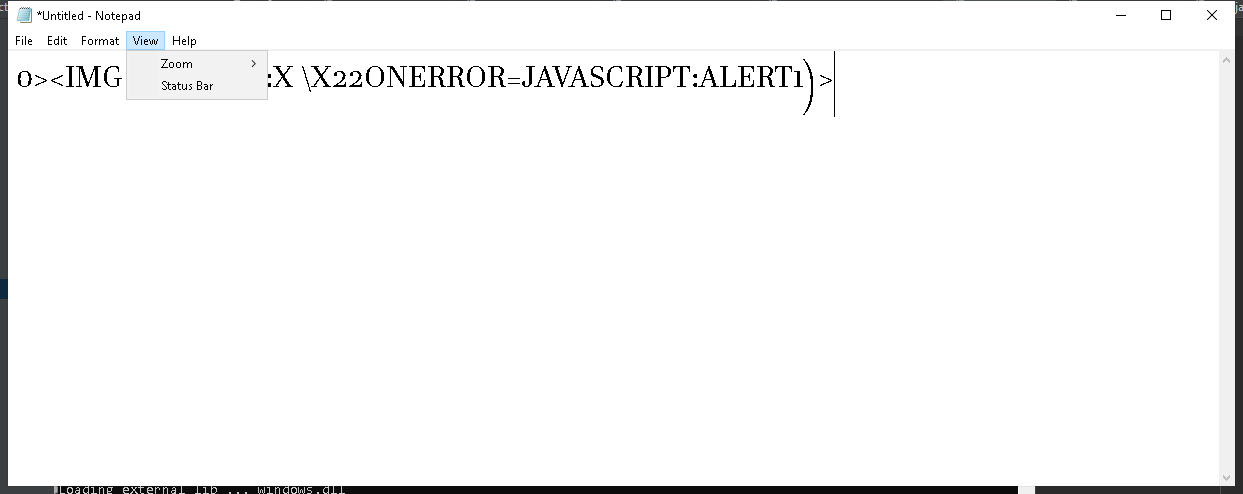 *Untitled - Notepad
File Edit Format View Help
Zoom
Status Bar
0><IMG :X \X22ONERROR=JAVASCRIPT:ALERT1)>
Loading external lib ... windows.dll